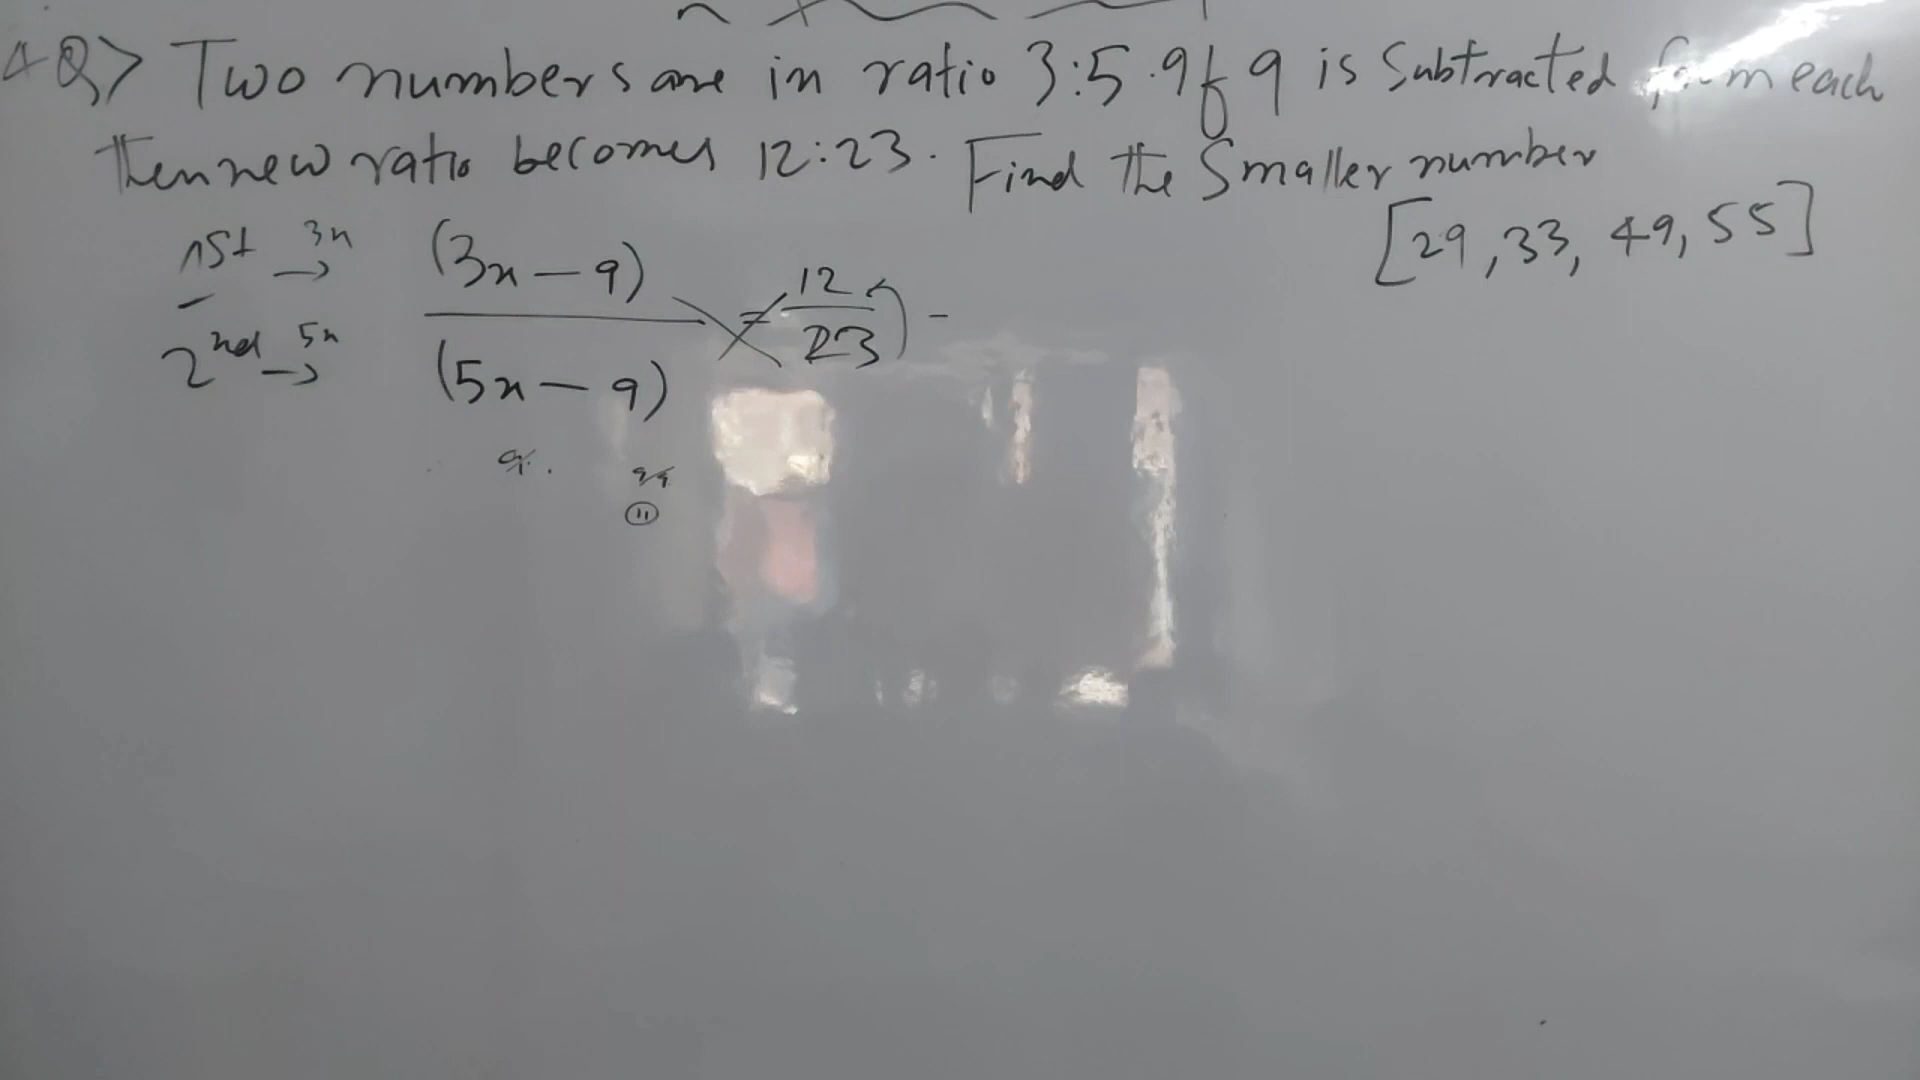 4Q> Two numbers are in ratio 3:5. If 9 is Subtracted from each
then new ratio becomes 12:23. Find the Smaller number
[29, 33, 49, 55]
1st → 3x
2nd → 5x
(3x - 9) / (5x - 9) = 12 / 23) -
11